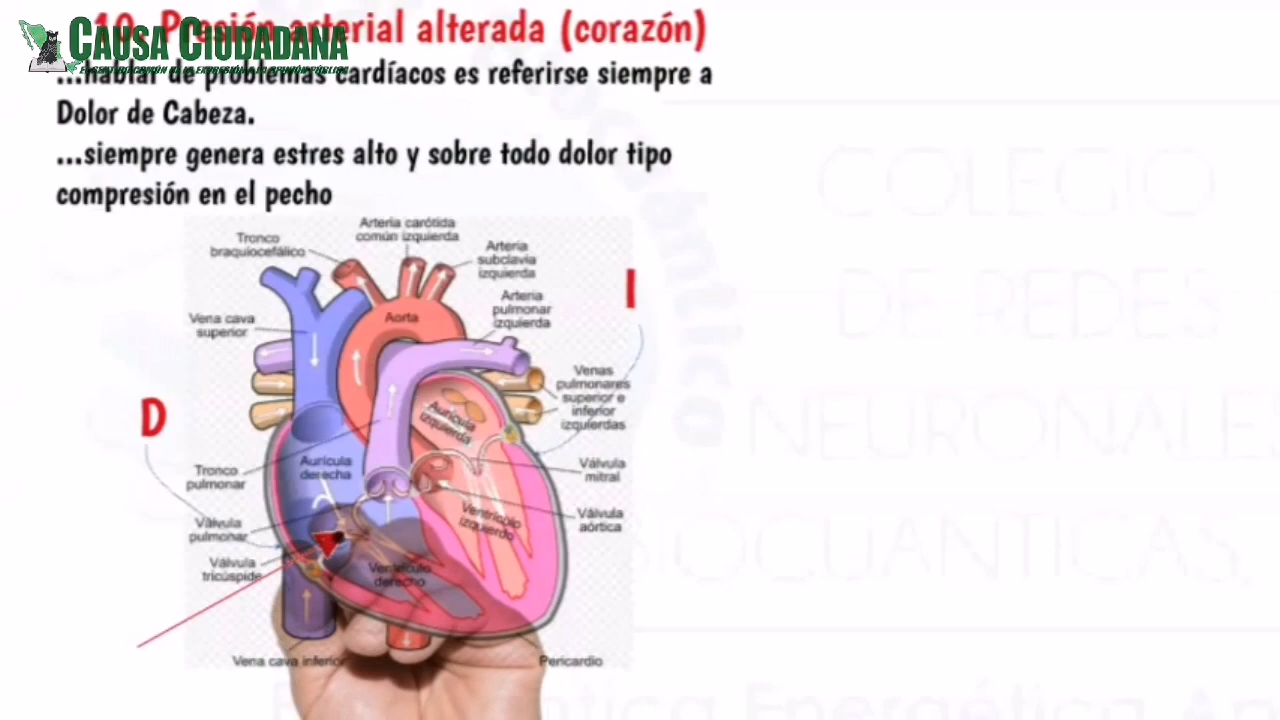 10. Presión arterial alterada (corazón)
CAUSA CIUDADANA
...hablar de problemas cardíacos es referirse siempre a
Dolor de Cabeza.
...siempre genera estres alto y sobre todo dolor tipo
compresión en el pecho
Arteria carótida
común izquierda
Tronco
braquiocefálico
Arteria
subclavia
izquierda
Arteria
pulmonar
izquierda
I
Vena cava
superior
Aorta
Venas
pulmonares
superior e
inferior
izquierdas
D
Aurícula
izquierda
Aurícula
derecha
Tronco
pulmonar
Válvula
mitral
Válvula
pulmonar
Ventrículo
izquierdo
Válvula
aórtica
Válvula
tricúspide
Ventrículo
derecho
Vena cava inferior
Pericardio
COLEGIO
DE REDES
NEURONALES